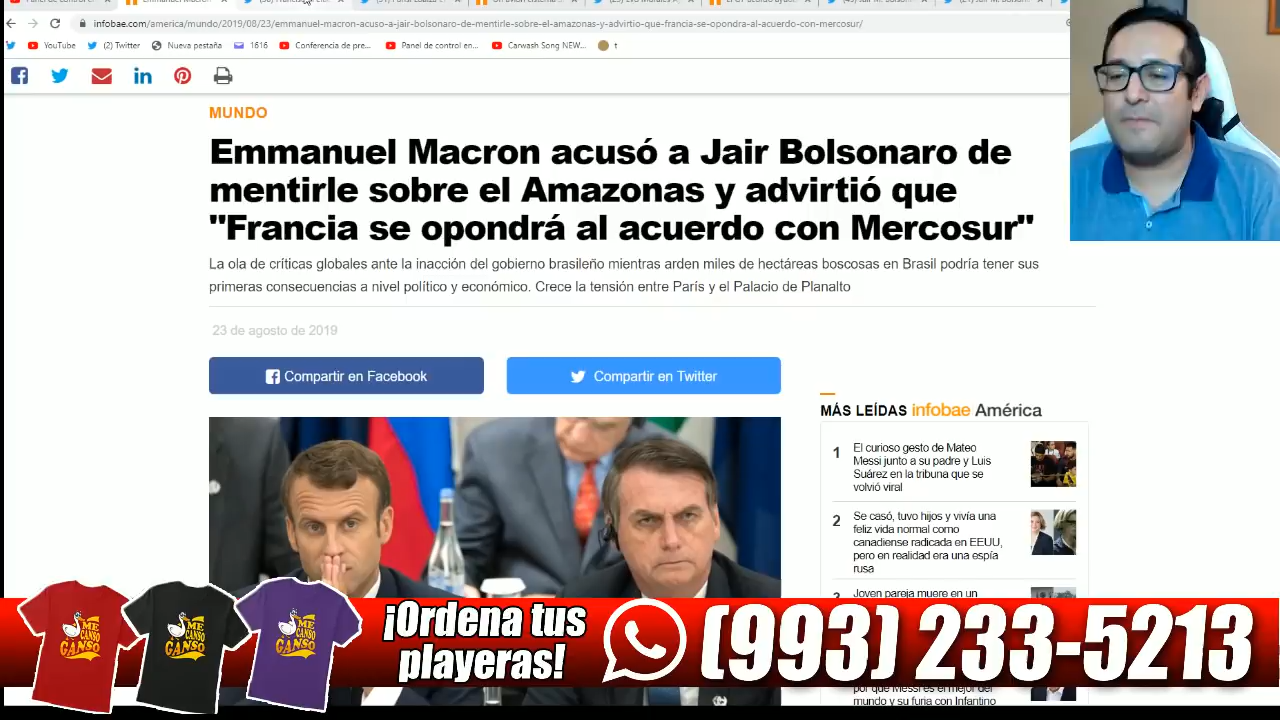 infobae.com/america/mundo/2019/08/23/emmanuel-macron-acuso-a-jair-bolsonaro-de-mentirle-sobre-el-amazonas-y-advirtio-que-francia-se-opondra-al-acuerdo-con-mercosur/
YouTube (2) Twitter Nueva pestaña 1616 Conferencia de pre... Panel de control en... Carwash Song NEW... t
MUNDO
Emmanuel Macron acusó a Jair Bolsonaro de
mentirle sobre el Amazonas y advirtió que
"Francia se opondrá al acuerdo con Mercosur"
La ola de críticas globales ante la inacción del gobierno brasileño mientras arden miles de hectáreas boscosas en Brasil podría tener sus
primeras consecuencias a nivel político y económico. Crece la tensión entre París y el Palacio de Planalto
23 de agosto de 2019
Compartir en Facebook
Compartir en Twitter
MÁS LEÍDAS infobae América
1
El curioso gesto de Mateo
Messi junto a su padre y Luis
Suárez en la tribuna que se
volvió viral
2
Se casó, tuvo hijos y vivía una
feliz vida normal como
canadiense radicada en EEUU,
pero en realidad era una espía
rusa
Joven pareja muere en un
por qué Messi es el mejor del
mundo y su furia con Infantino
ME
CANSO
GANSO
ME
CANSO
GANSO
ME
CANSO
GANSO
¡Ordena tus
playeras!
(993) 233-5213